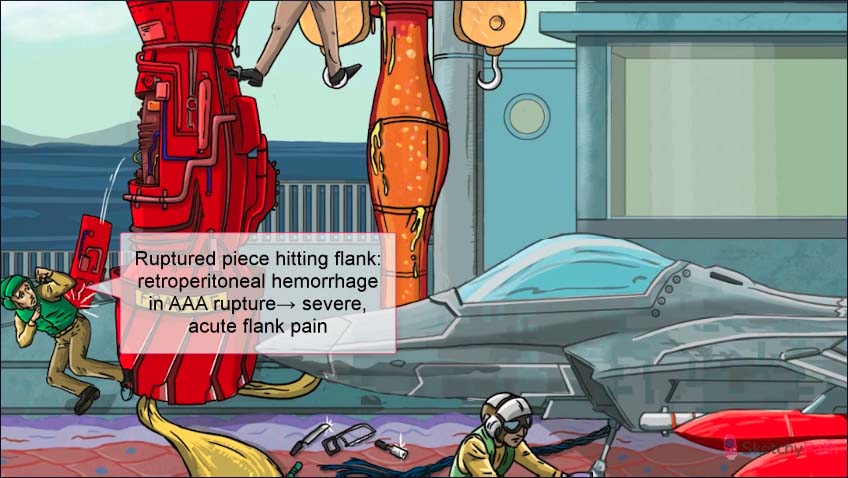 Ruptured piece hitting flank:
retroperitoneal hemorrhage
in AAA rupture→ severe,
acute flank pain